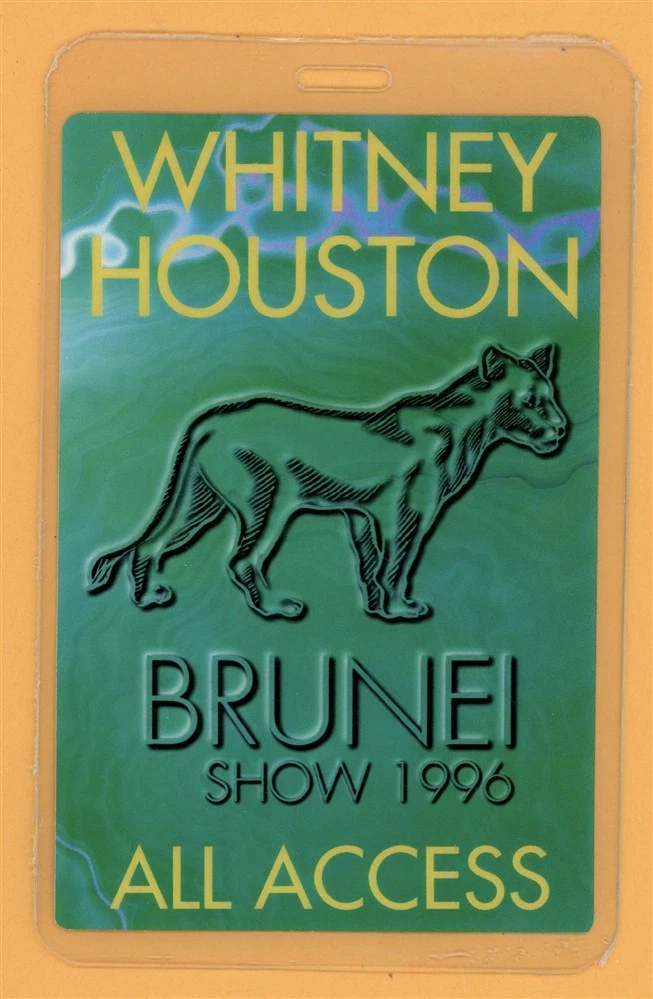 WHITNEY
HOUSTON
BRUNEI
SHOW 1996
ALL ACCESS